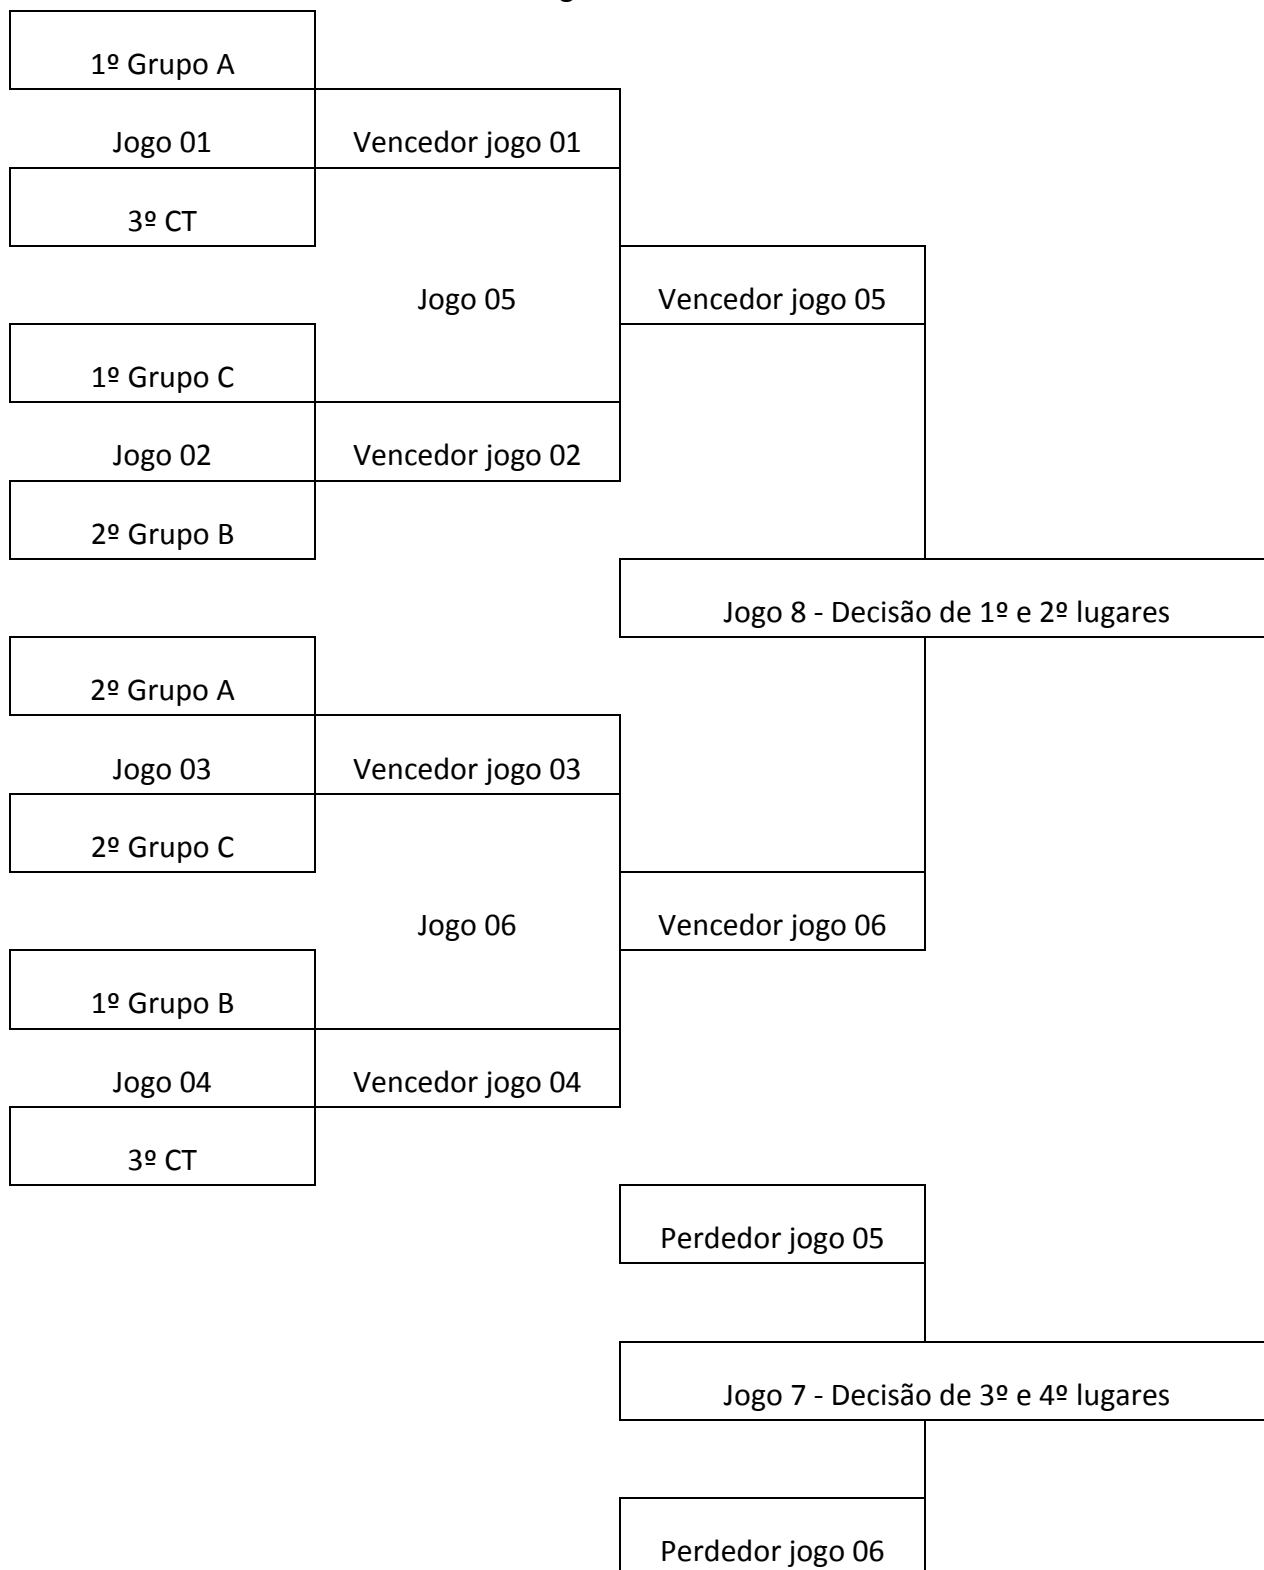 1º Grupo A
Jogo 01 Vencedor jogo 01
3º CT
Jogo 05 Vencedor jogo 05
1º Grupo C
Jogo 02 Vencedor jogo 02
2º Grupo B
Jogo 8 - Decisão de 1º e 2º lugares
2º Grupo A
Jogo 03 Vencedor jogo 03
2º Grupo C
Jogo 06 Vencedor jogo 06
1º Grupo B
Jogo 04 Vencedor jogo 04
3º CT
Perdedor jogo 05
Jogo 7 - Decisão de 3º e 4º lugares
Perdedor jogo 06